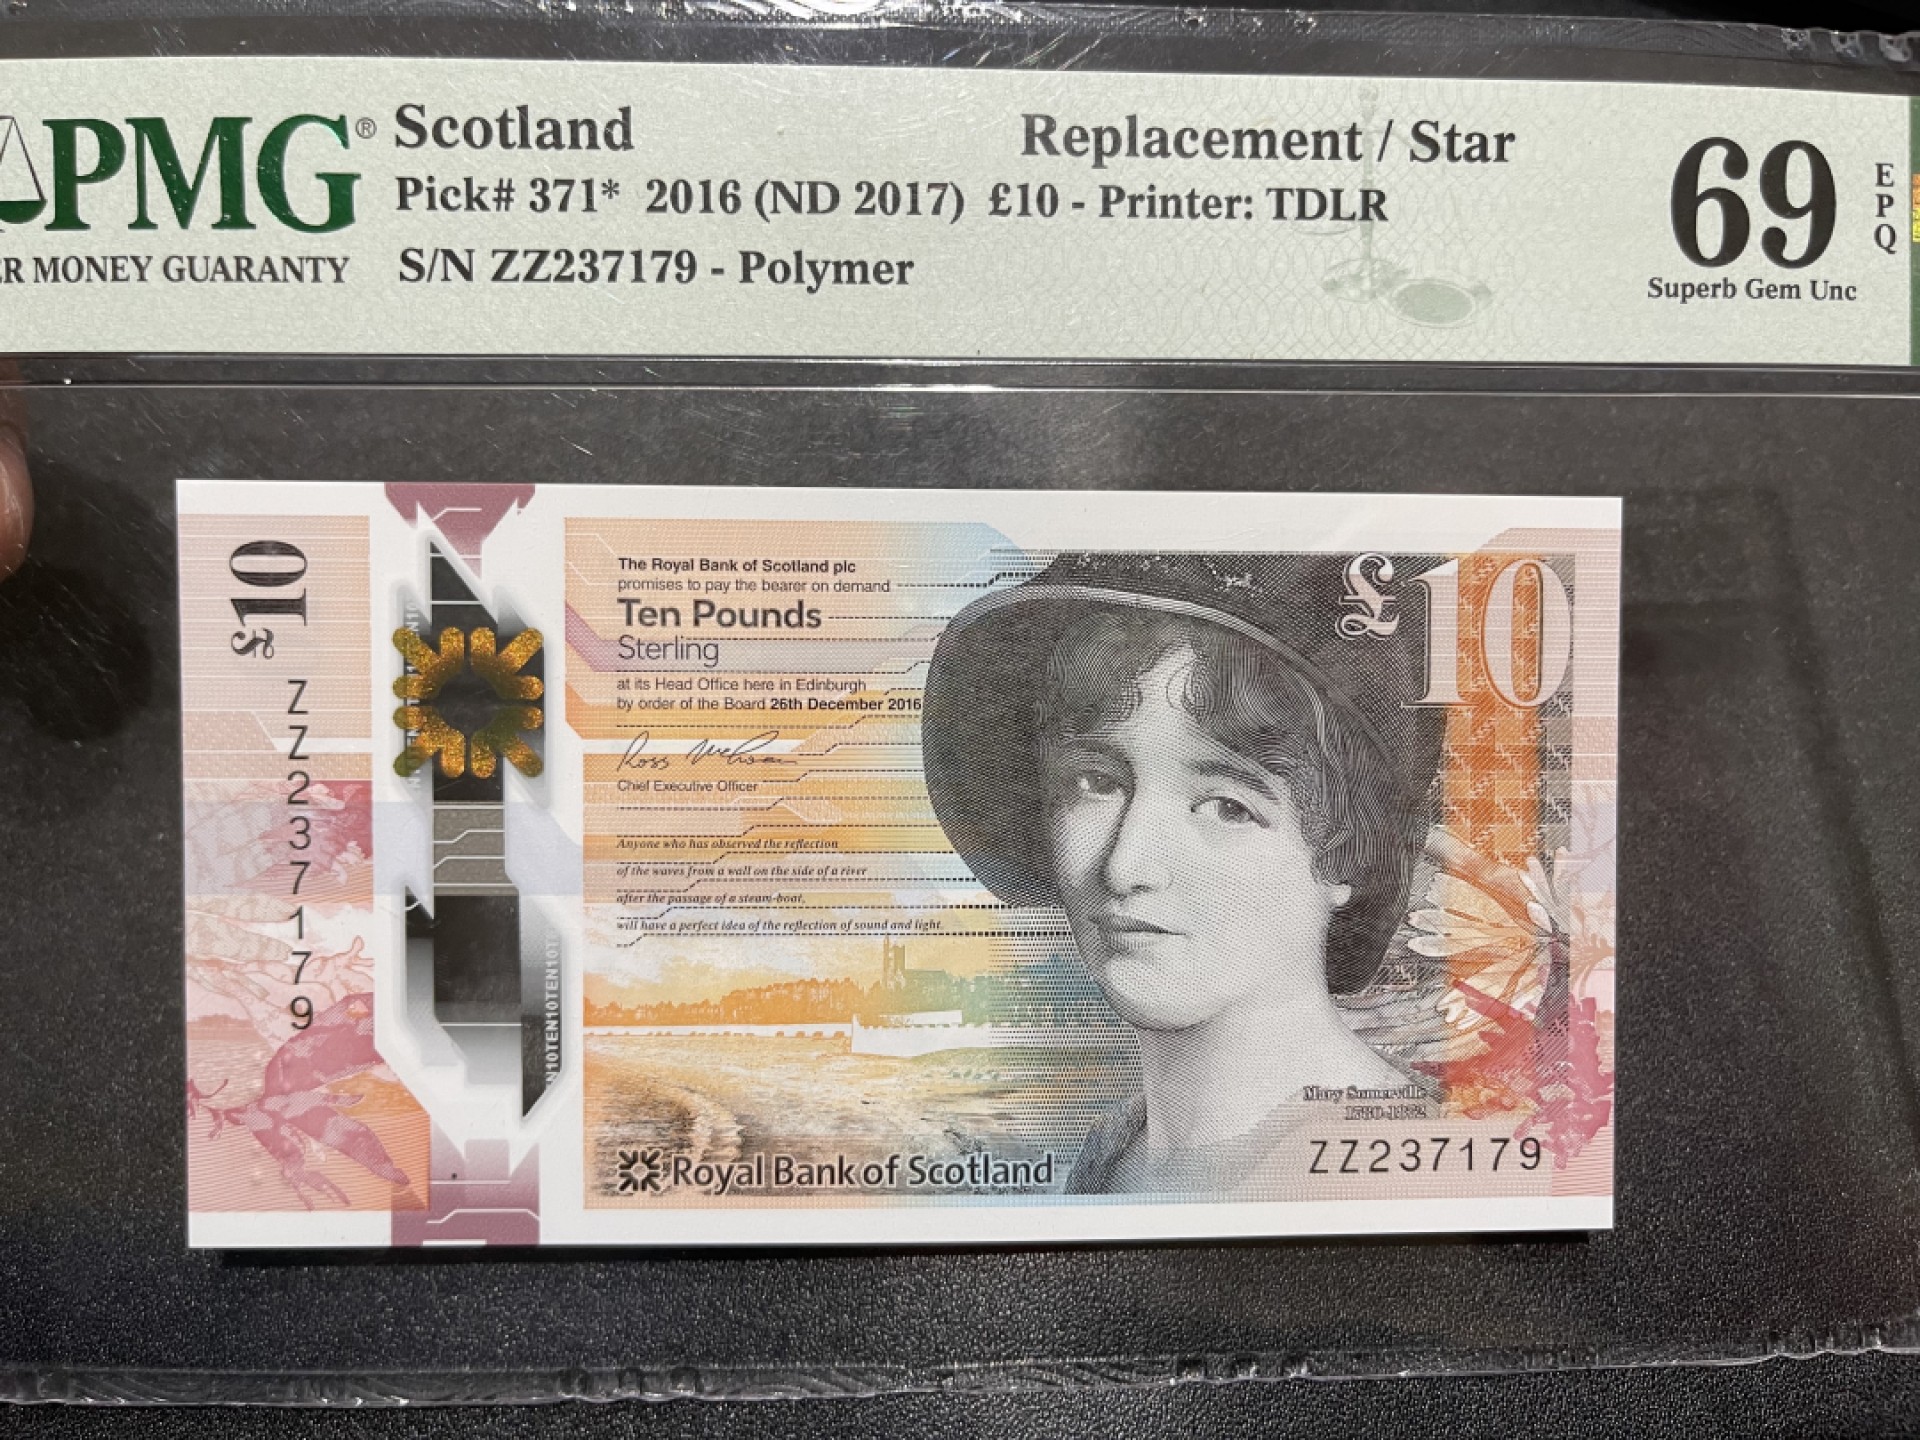 PMG®
ER MONEY GUARANTY
Scotland
Replacement / Star
Pick# 371* 2016 (ND 2017) £10 - Printer: TDLR
S/N ZZ237179 - Polymer
69
EPQ
Superb Gem Unc
£10
ZZ237179
The Royal Bank of Scotland plc
promises to pay the bearer on demand
Ten Pounds
Sterling
at its Head Office here in Edinburgh
by order of the Board 26th December 2016
Chief Executive Officer
Anyone who has observed the reflection
of the waves from a wall on the side of a river
after the passage of a steam-boat,
will have a perfect idea of the reflection of sound and light.
£10
N10TEN10TEN10TEN10T
Mary Somerville
1780-1872
ZZ237179
Royal Bank of Scotland